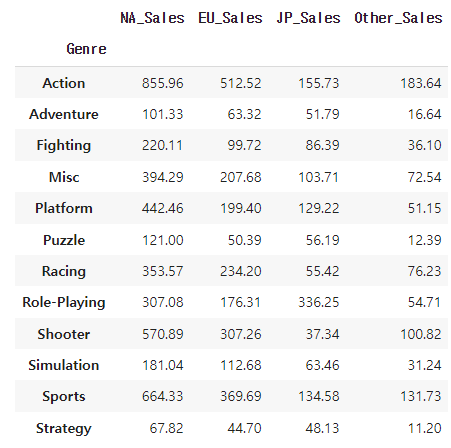 NA_Sales EU_Sales JP_Sales Other_Sales
Genre
Action 855.96 512.52 155.73 183.64
Adventure 101.33 63.32 51.79 16.64
Fighting 220.11 99.72 86.39 36.10
Misc 394.29 207.68 103.71 72.54
Platform 442.46 199.40 129.22 51.15
Puzzle 121.00 50.39 56.19 12.39
Racing 353.57 234.20 55.42 76.23
Role-Playing 307.08 176.31 336.25 54.71
Shooter 570.89 307.26 37.34 100.82
Simulation 181.04 112.68 63.46 31.24
Sports 664.33 369.69 134.58 131.73
Strategy 67.82 44.70 48.13 11.20